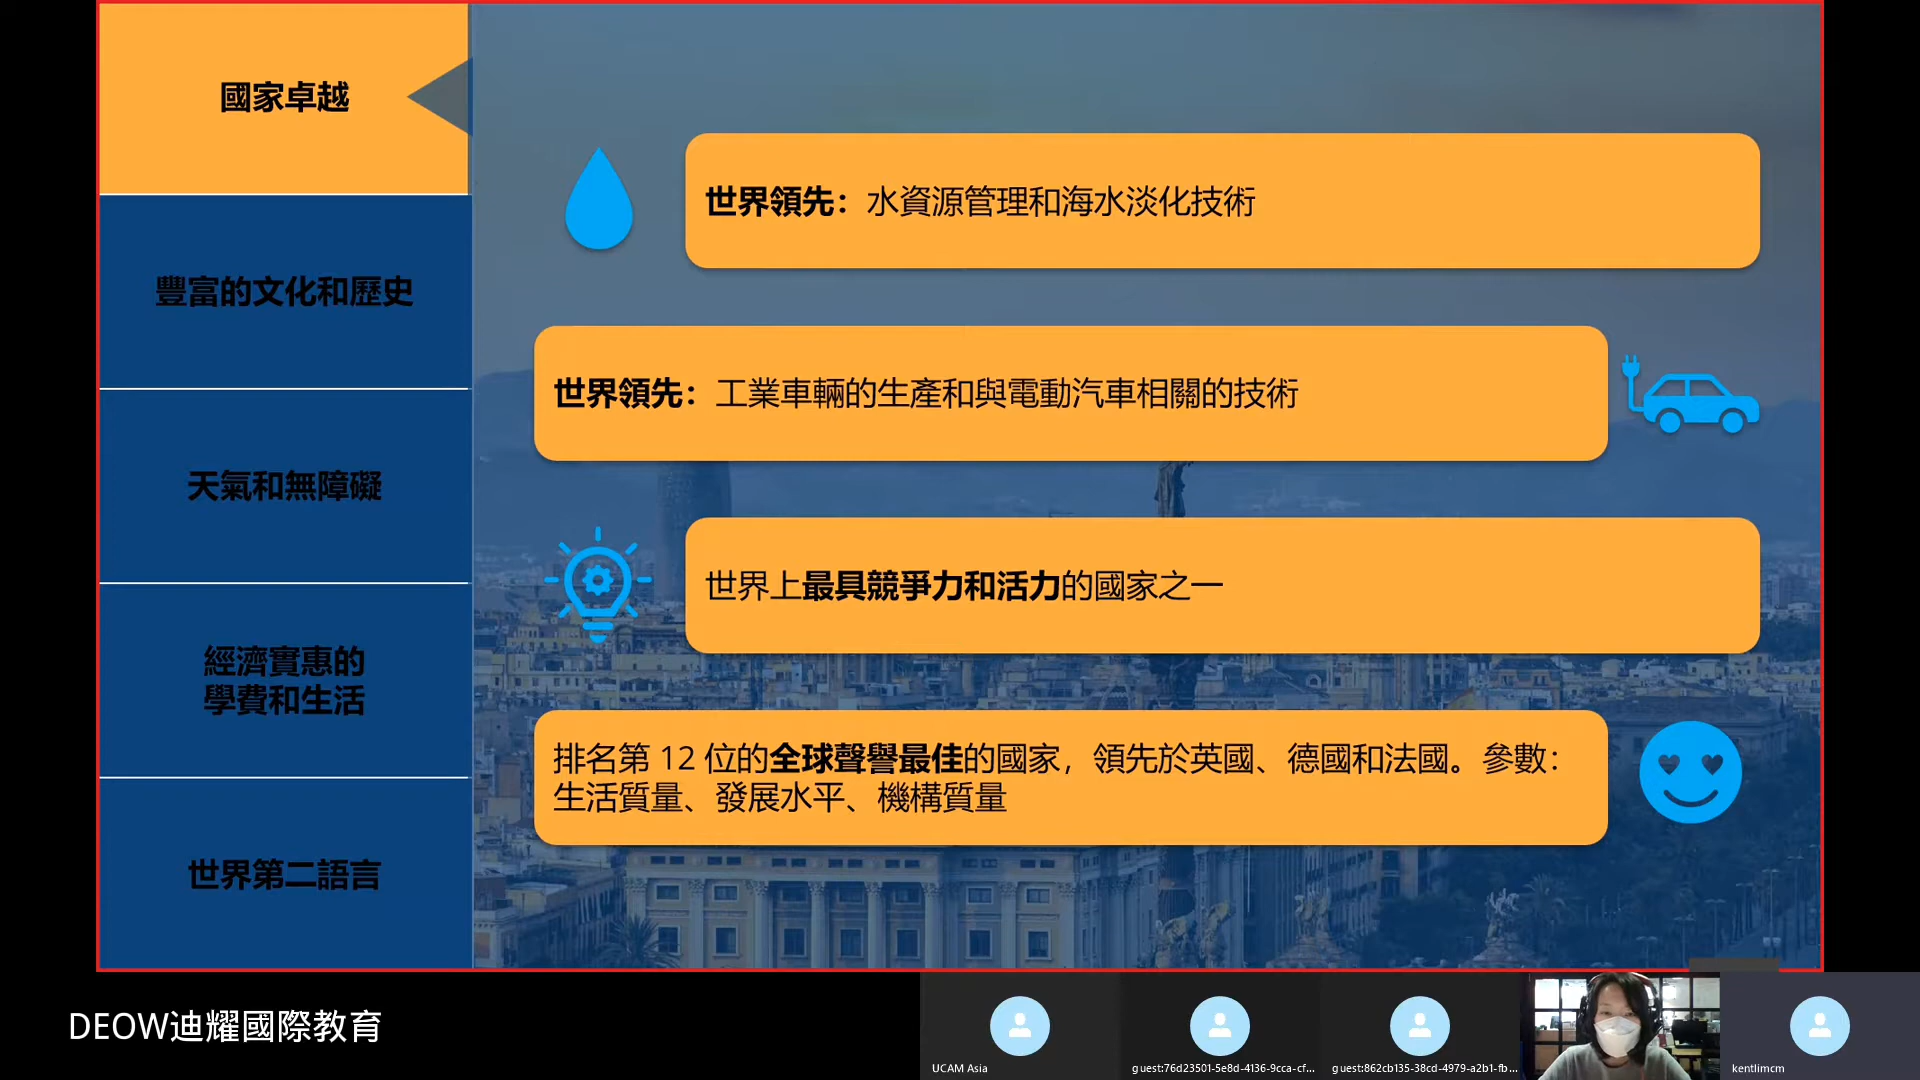 國家卓越
豐富的文化和歷史
天氣和無障礙
經濟實惠的
學費和生活
世界第二語言
世界領先：水資源管理和海水淡化技術
世界領先：工業車輛的生產和與電動汽車相關的技術
世界上最具競爭力和活力的國家之一
排名第 12 位的全球聲譽最佳的國家，領先於英國、德國和法國。參數：
生活質量、發展水平、機構質量
DEOW迪耀國際教育
UCAM Asia
guest:76d23501-5e8d-4136-9cca-cf...
guest:862cb135-38cd-4979-a2b1-fb...
kentlimcm